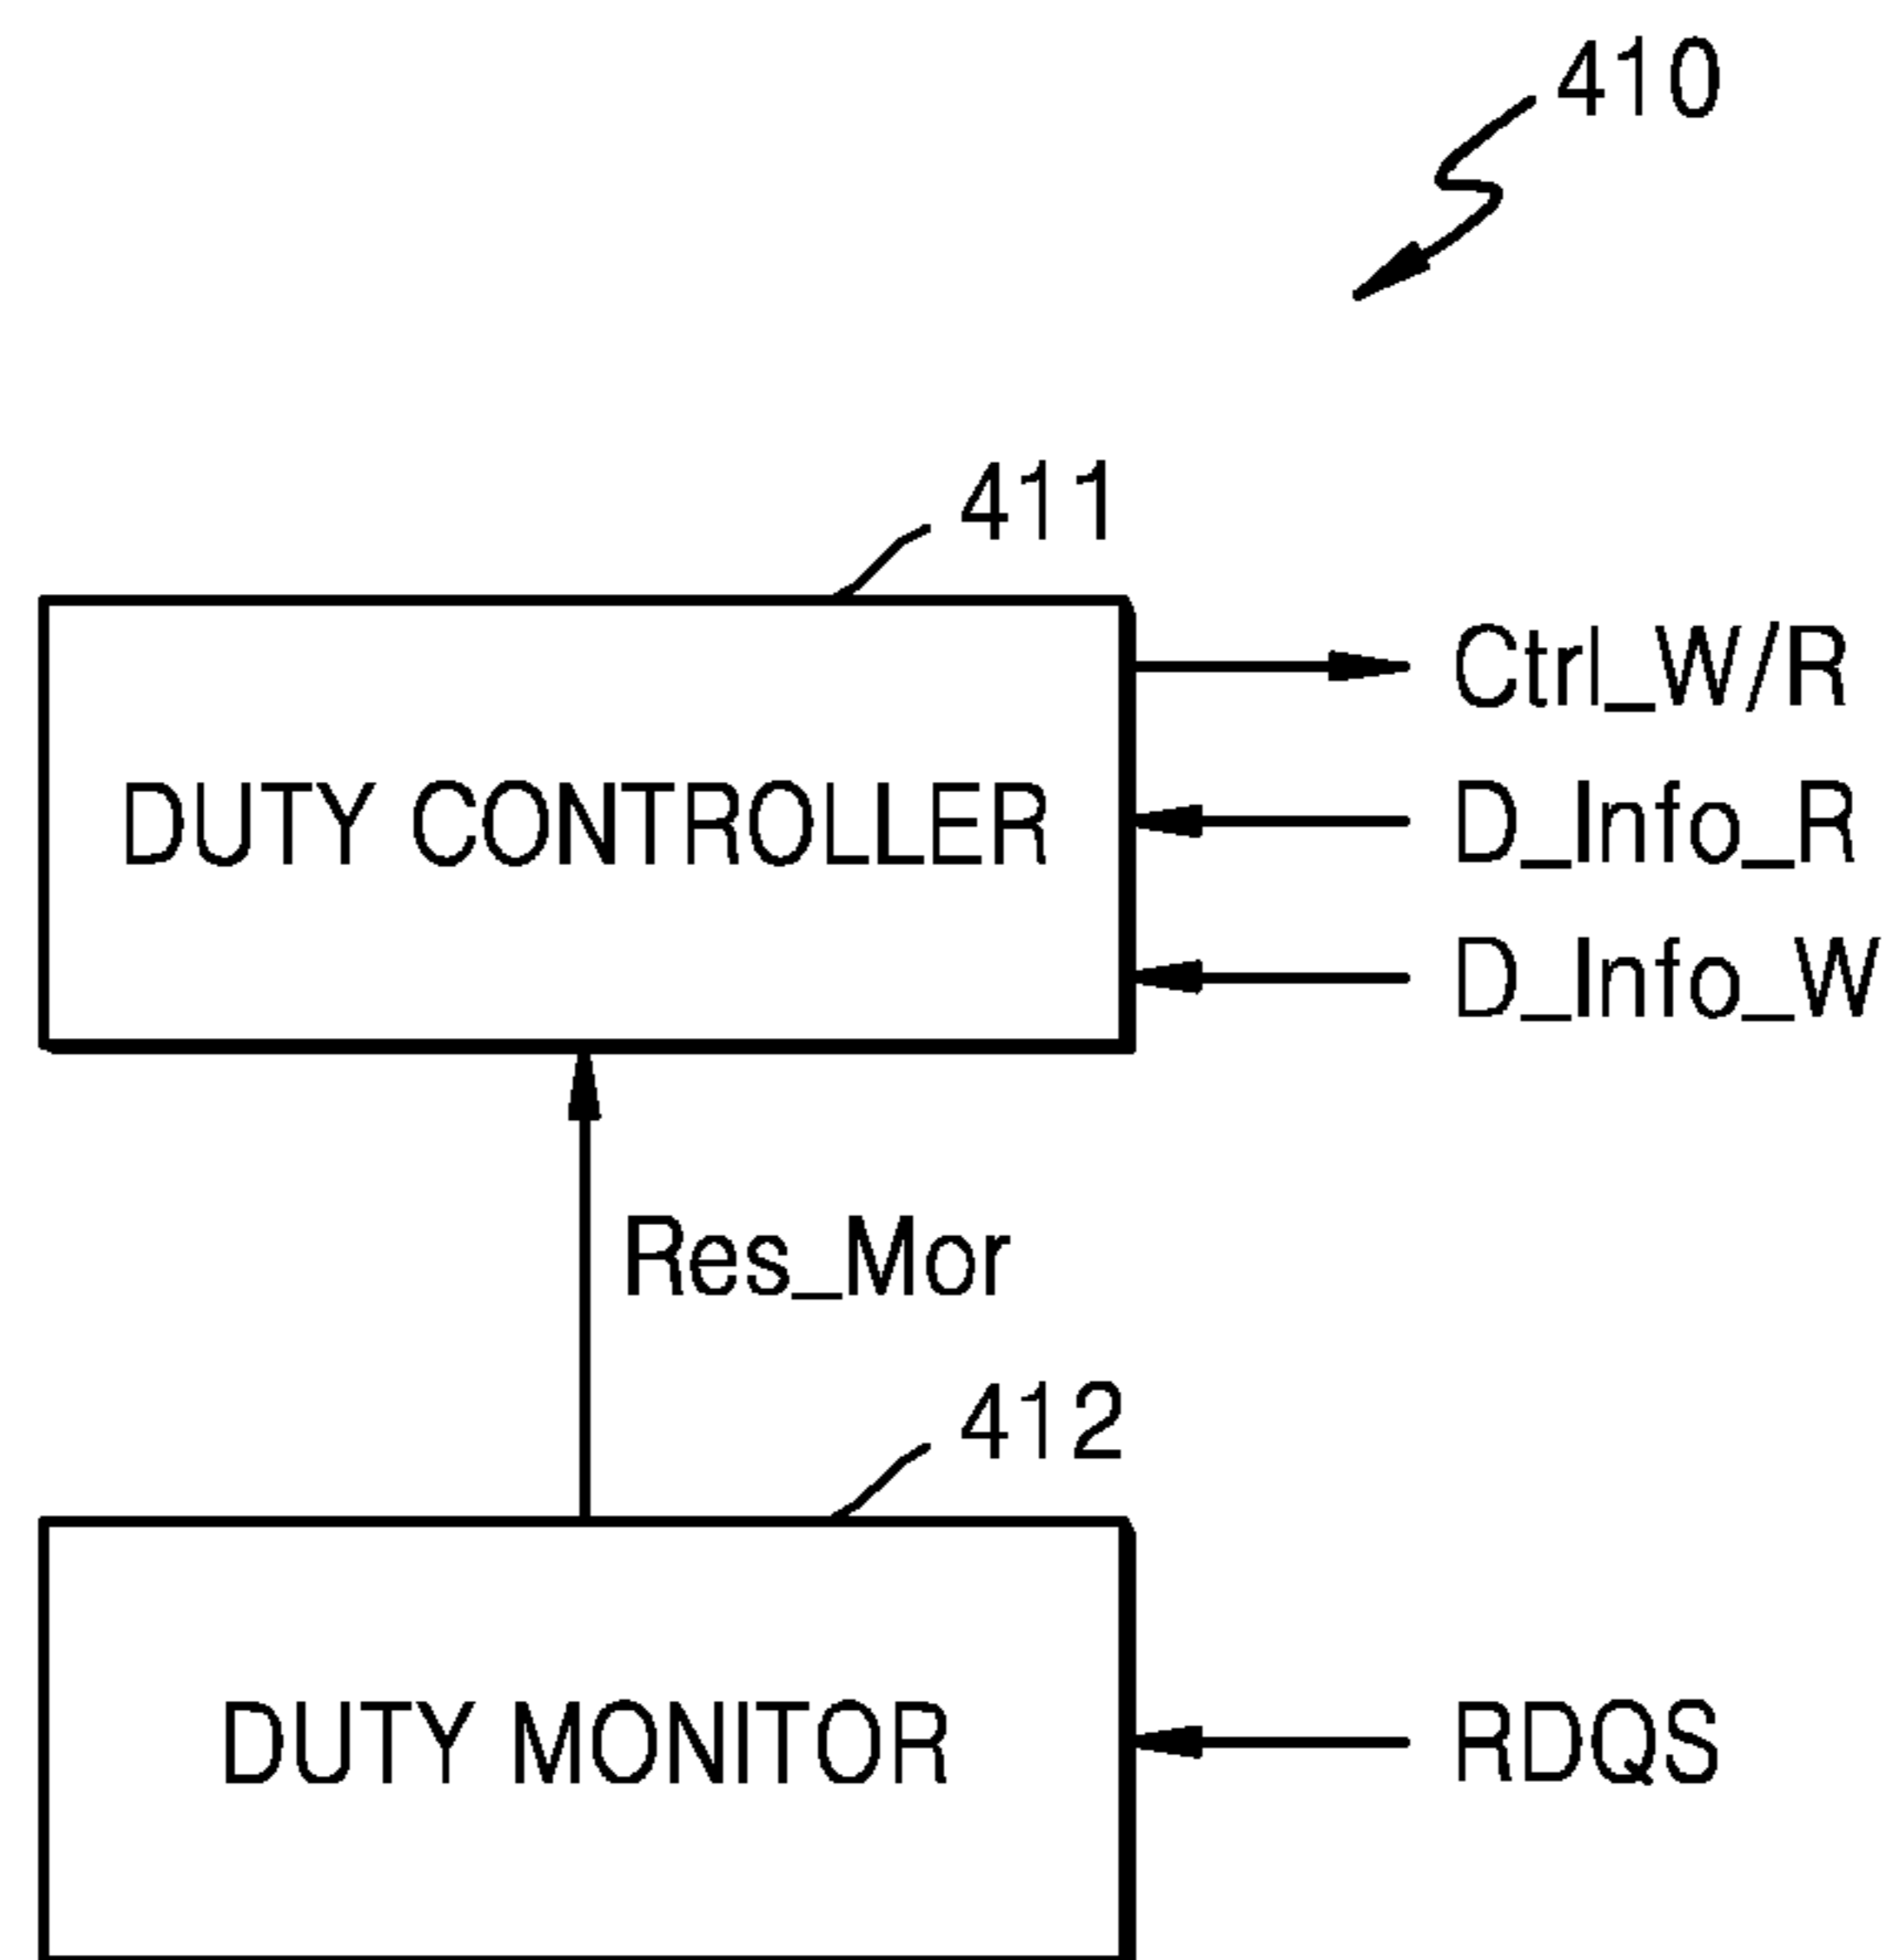 410
411
Ctrl_W/R
DUTY CONTROLLER
D_Info_R
D_Info_W
Res_Mor
412
DUTY MONITOR
RDQS